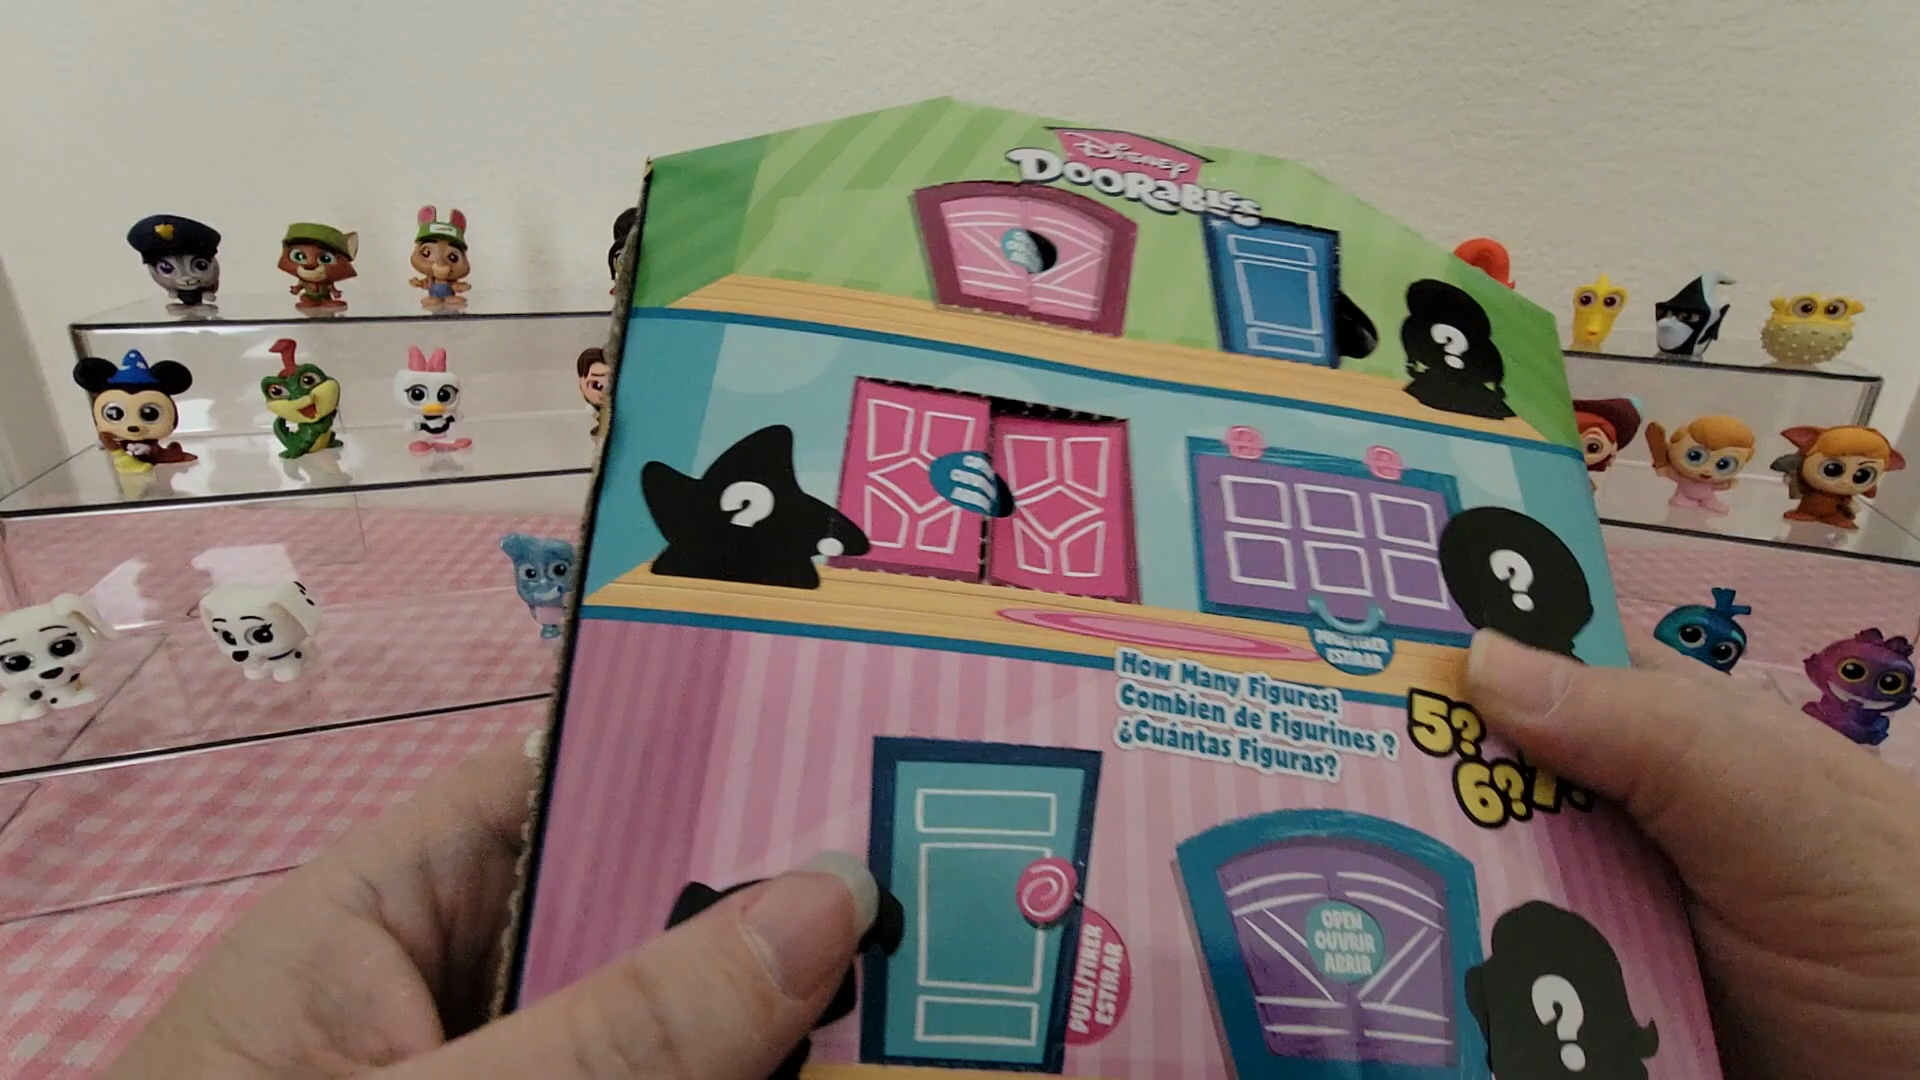 Disney
DOORABLES
?
?
?
PULL/TIRER
ESTIRAR
How Many Figures!
Combien de Figurines ?
¿Cuántas Figuras?
5?
6?
PULL/TIRER
ESTIRAR
OPEN
OUVRIR
ABRIR
?